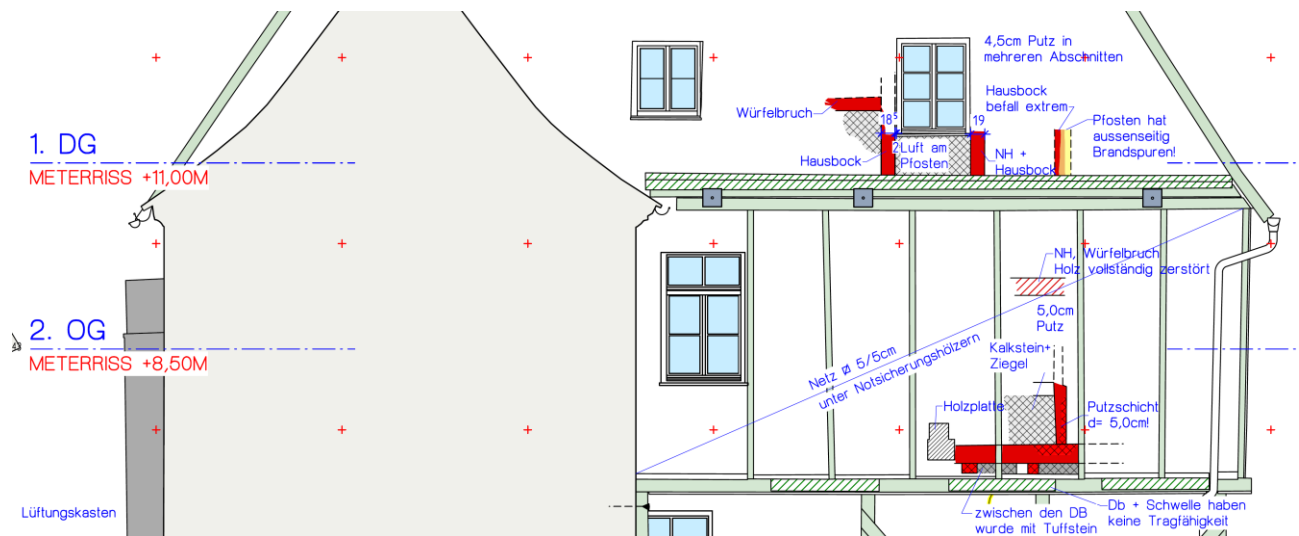 4,5cm Putz in
mehreren Abschnitten
Hausbock
befall extrem
Würfelbruch
18⁵
19
Pfosten hat
aussenseitig
Brandspuren!
1. DG
2
Luft am
Pfosten
Hausbock
NH +
Hausbock
METERRISS +11,00M
NH, Würfelbruch
Holz vollständig zerstört
5,0cm
Putz
2. OG
METERRISS +8,50M
Kalkstein+
Ziegel
Netz Ø 5/5cm
unter Notsicherungshölzern
Holzplatte
Putzschicht
d= 5,0cm!
Lüftungskasten
zwischen den DB
wurde mit Tuffstein
Db + Schwelle haben
keine Tragfähigkeit